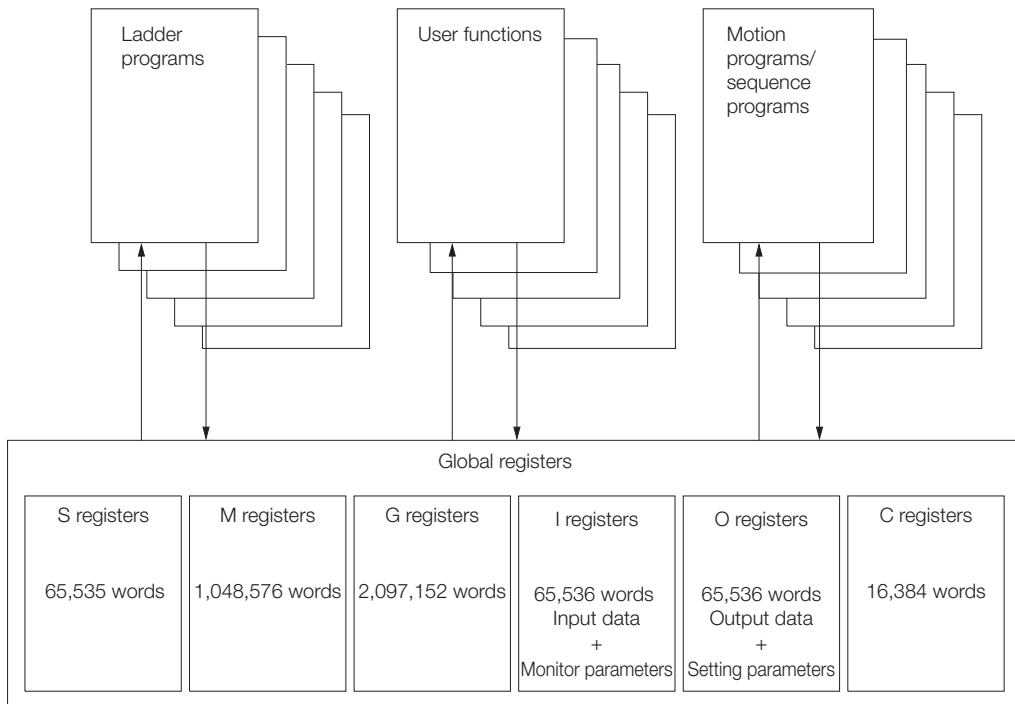 Ladder
programs
User functions
Motion
programs/
sequence
programs
Global registers
S registers
65,535 words
M registers
1,048,576 words
G registers
2,097,152 words
I registers
65,536 words
Input data
+
Monitor parameters
O registers
65,536 words
Output data
+
Setting parameters
C registers
16,384 words